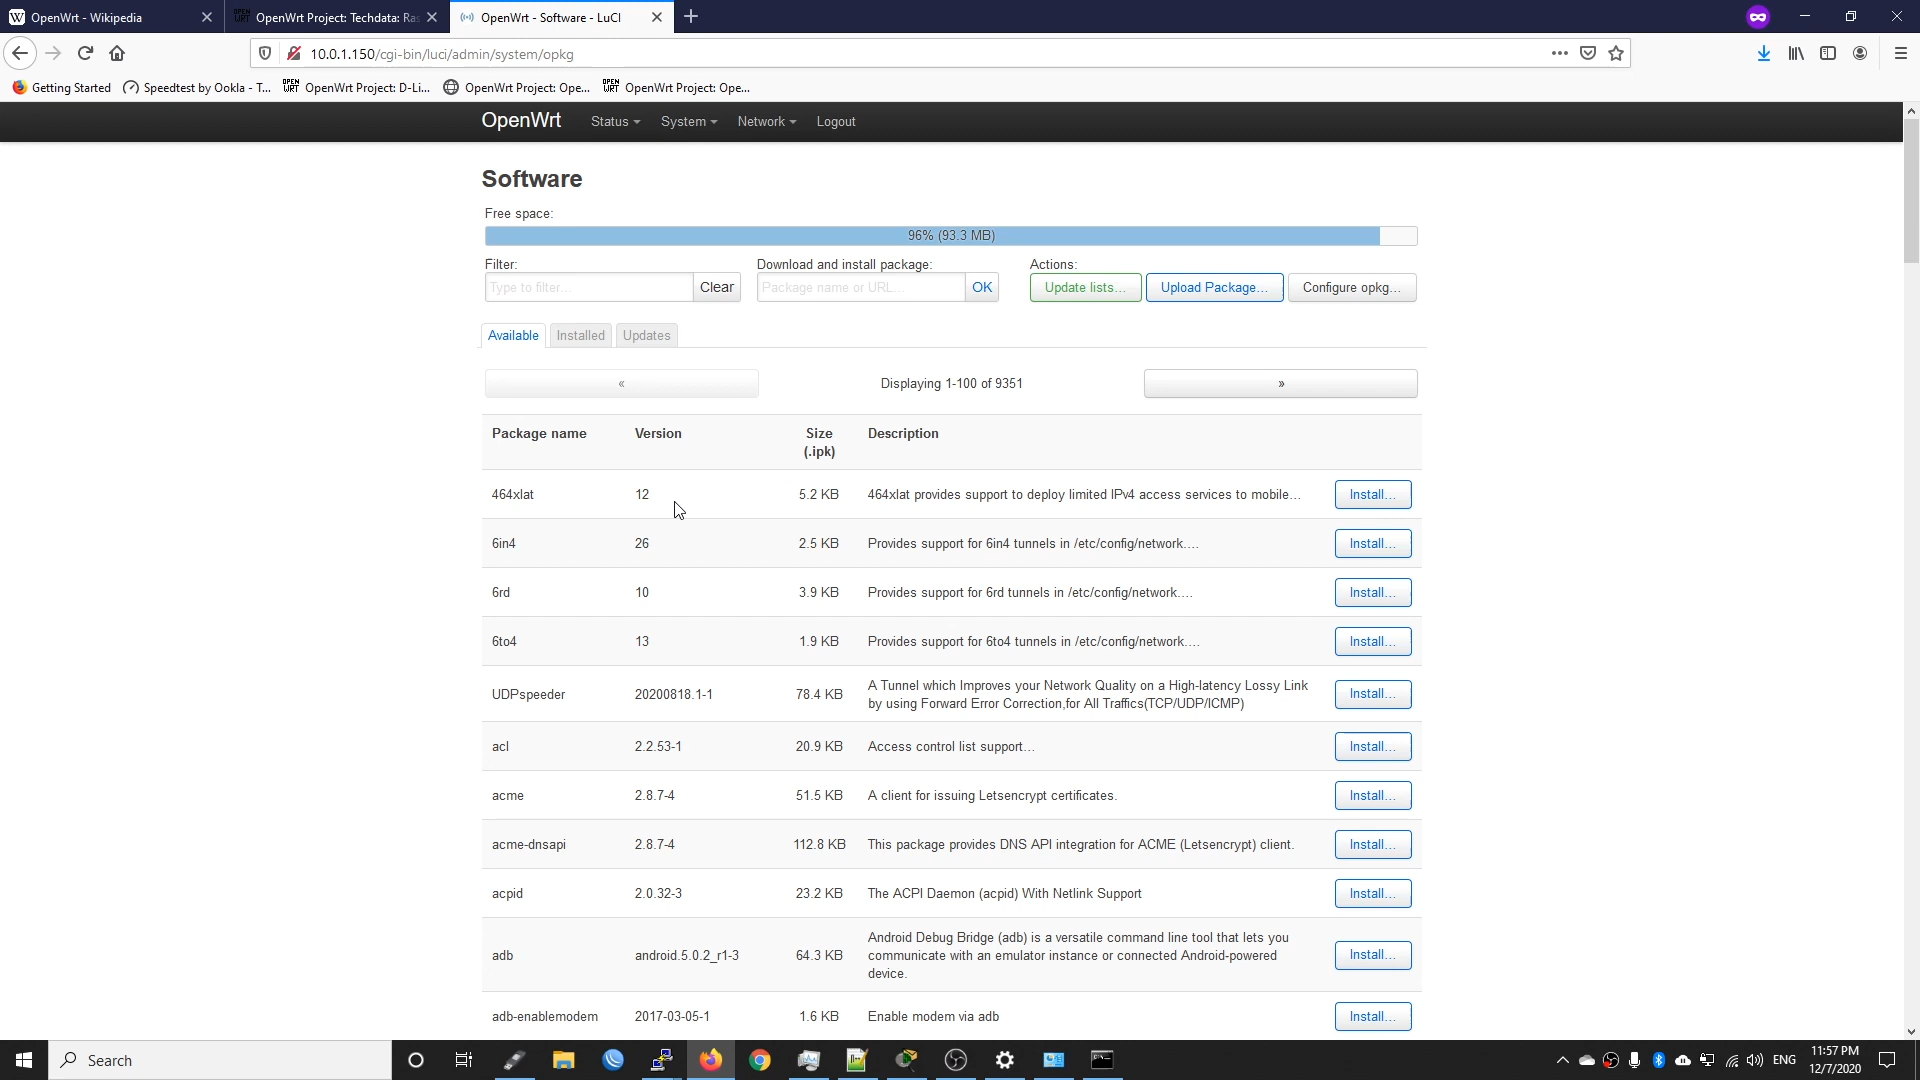 OpenWrt - Wikipedia
OpenWrt Project: Techdata: Ras
OpenWrt - Software - LuCI
10.0.1.150/cgi-bin/luci/admin/system/opkg
Getting Started
Speedtest by Ookla - T...
OpenWrt Project: D-Li...
OpenWrt Project: Ope...
OpenWrt Project: Ope...
OpenWrt
Status
System
Network
Logout
Software
Free space:
96% (93.3 MB)
Filter:
Download and install package:
Actions:
Type to filter...
Clear
Package name or URL...
OK
Update lists...
Upload Package...
Configure opkg...
Available
Installed
Updates
«
Displaying 1-100 of 9351
»
Package name
Version
Size
(.ipk)
Description
464xlat 12 5.2 KB 464xlat provides support to deploy limited IPv4 access services to mobile… Install...
6in4 26 2.5 KB Provides support for 6in4 tunnels in /etc/config/network.… Install...
6rd 10 3.9 KB Provides support for 6rd tunnels in /etc/config/network.… Install...
6to4 13 1.9 KB Provides support for 6to4 tunnels in /etc/config/network.… Install...
UDPspeeder 20200818.1-1 78.4 KB A Tunnel which Improves your Network Quality on a High-latency Lossy Link
by using Forward Error Correction,for All Traffics(TCP/UDP/ICMP)
Install...
acl 2.2.53-1 20.9 KB Access control list support… Install...
acme 2.8.7-4 51.5 KB A client for issuing Letsencrypt certificates. Install...
acme-dnsapi 2.8.7-4 112.8 KB This package provides DNS API integration for ACME (Letsencrypt) client. Install...
acpid 2.0.32-3 23.2 KB The ACPI Daemon (acpid) With Netlink Support Install...
adb android.5.0.2_r1-3 64.3 KB Android Debug Bridge (adb) is a versatile command line tool that lets you
communicate with an emulator instance or connected Android-powered
device.
Install...
adb-enablemodem 2017-03-05-1 1.6 KB Enable modem via adb Install...
Search
ENG
11:57 PM
12/7/2020